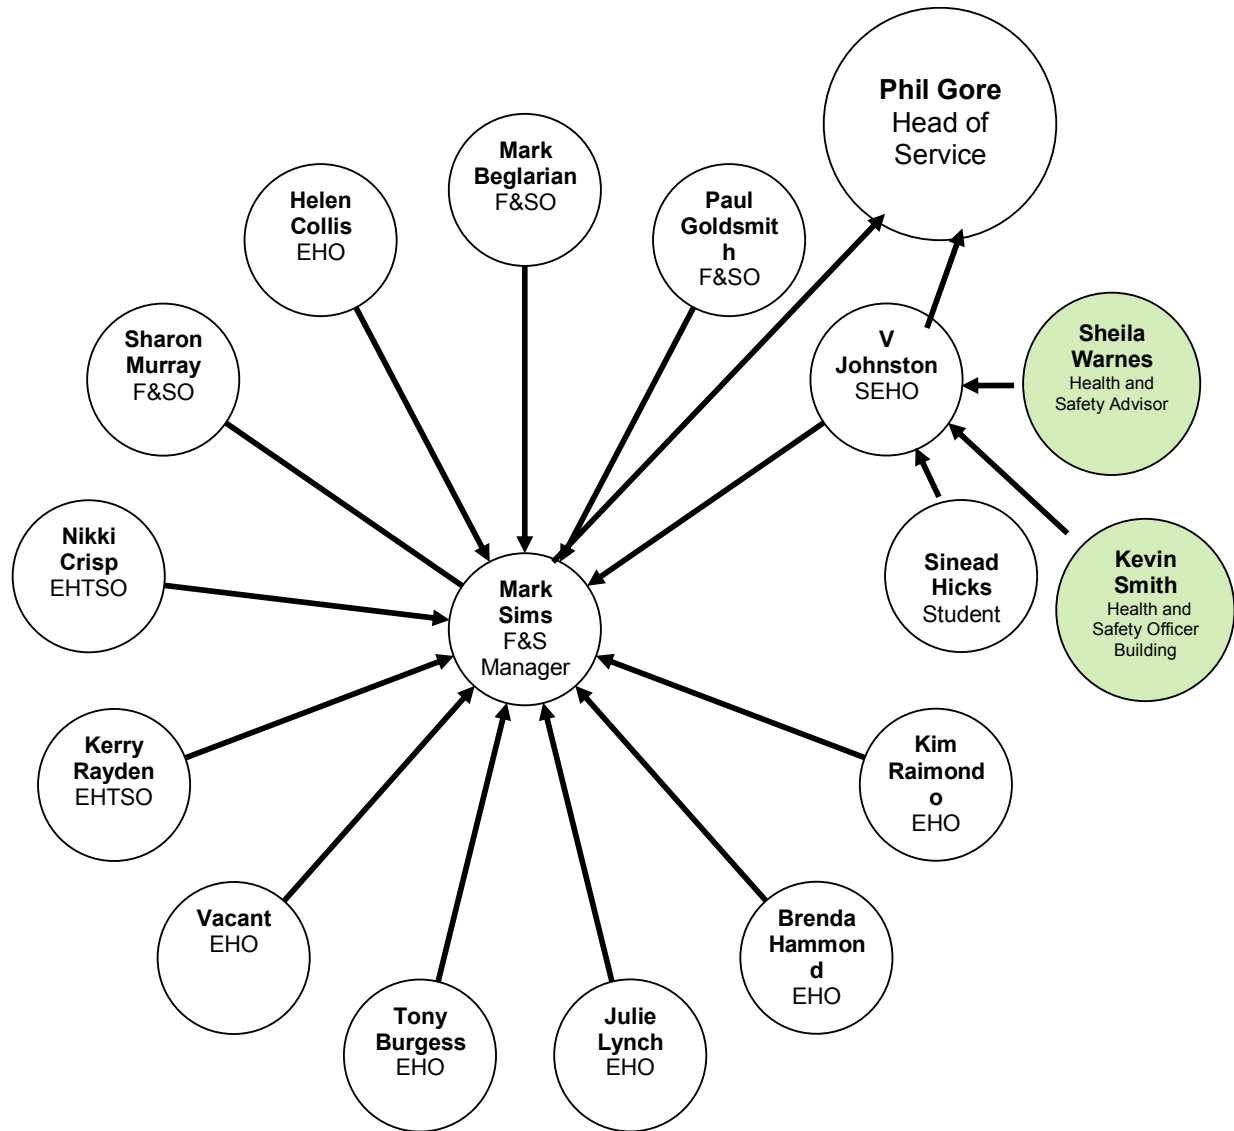 Phil Gore
Head of
Service
Mark
Beglarian
F&SO
Helen
Collis
EHO
Paul
Goldsmit
h
F&SO
Sharon
Murray
F&SO
V
Johnston
SEHO
Sheila
Warnes
Health and
Safety Advisor
Nikki
Crisp
EHTSO
Mark
Sims
F&S
Manager
Sinead
Hicks
Student
Kevin
Smith
Health and
Safety Officer
Building
Kerry
Rayden
EHTSO
Kim
Raimond
o
EHO
Vacant
EHO
Brenda
Hammon
d
EHO
Tony
Burgess
EHO
Julie
Lynch
EHO